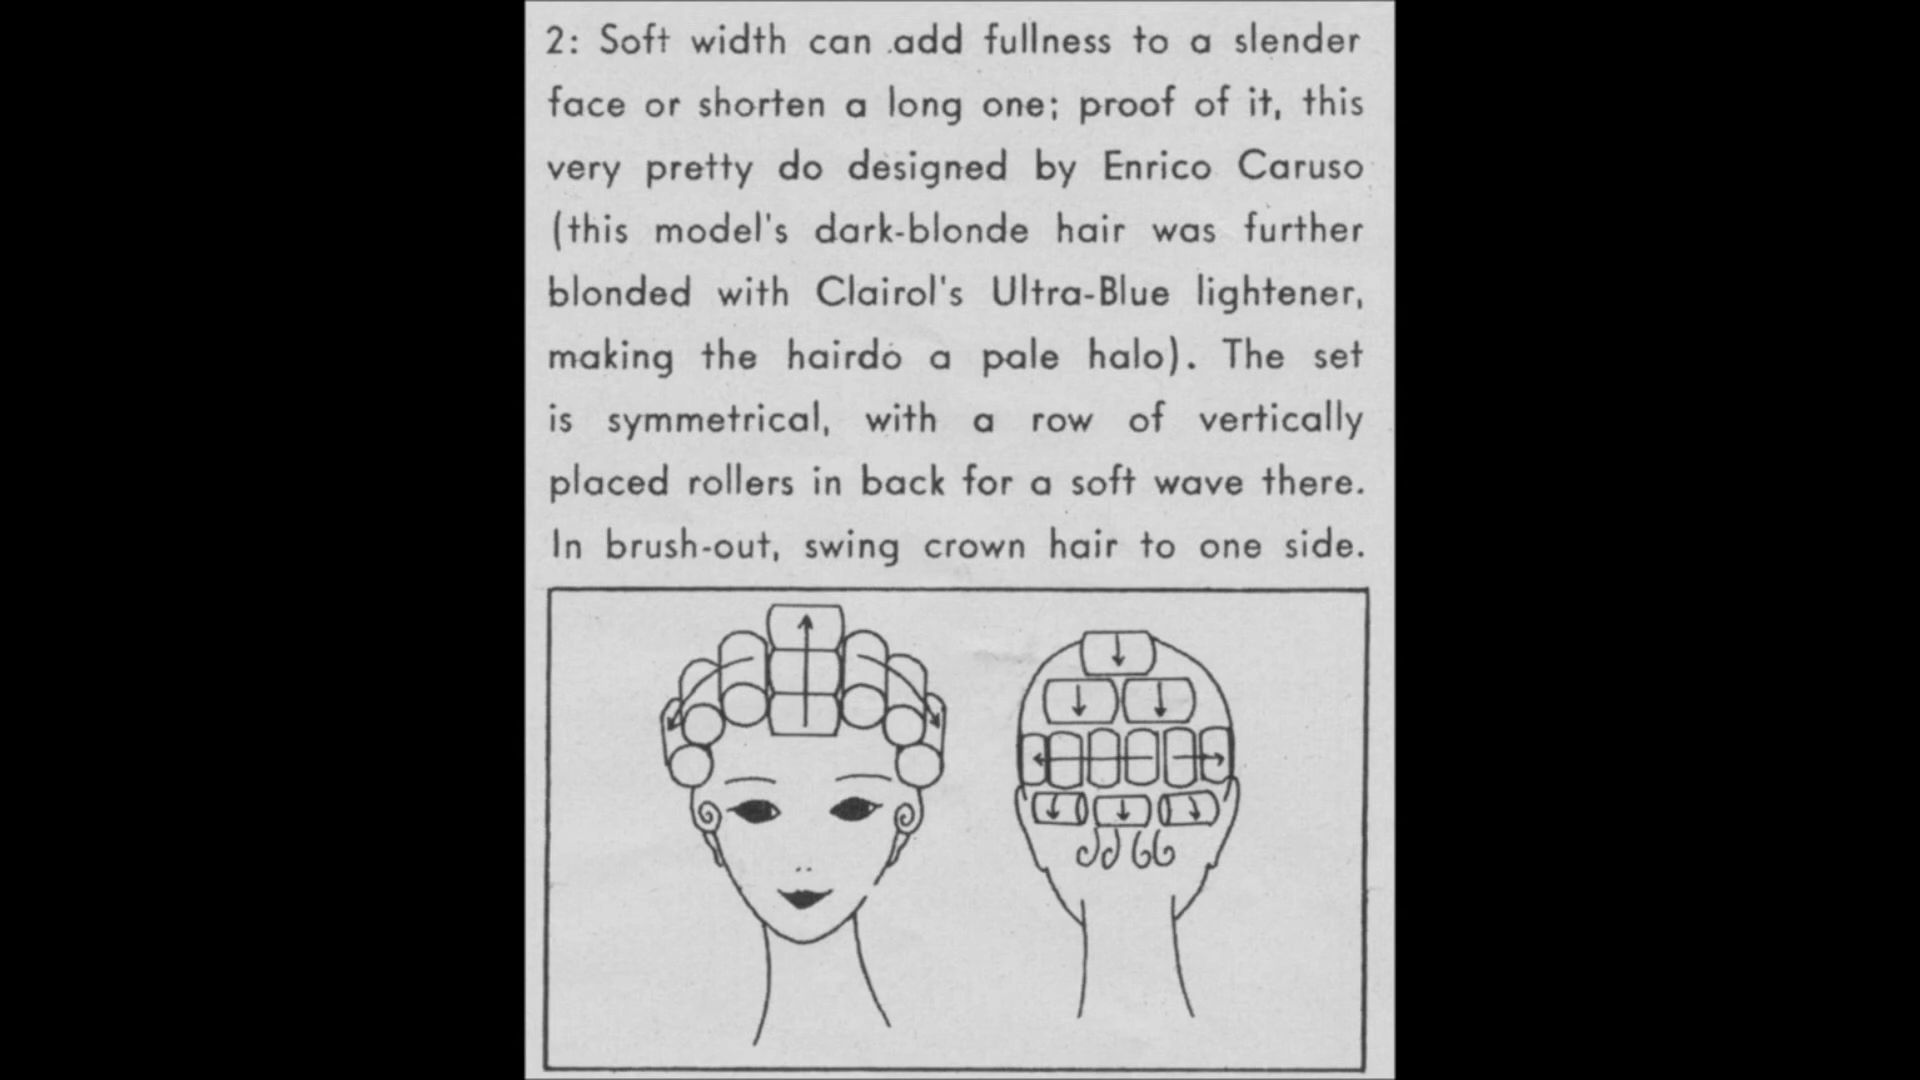 2: Soft width can add fullness to a slender
face or shorten a long one; proof of it, this
very pretty do designed by Enrico Caruso
(this model's dark-blonde hair was further
blonded with Clairol's Ultra-Blue lightener,
making the hairdo a pale halo). The set
is symmetrical, with a row of vertically
placed rollers in back for a soft wave there.
In brush-out, swing crown hair to one side.